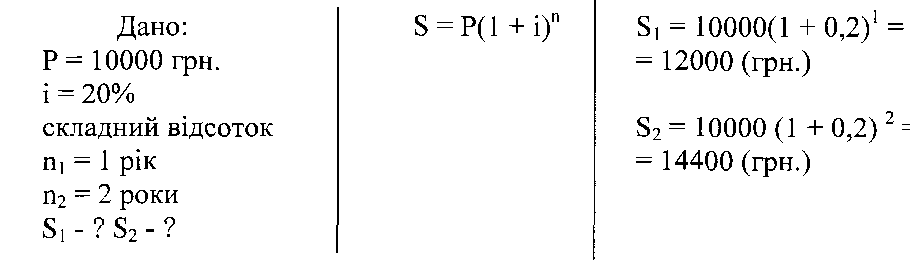 Дано:
P = 10000 грн.
i = 20%
складний відсоток
n₁ = 1 рік
n₂ = 2 роки
S₁ - ? S₂ - ?
S = P(1 + i)ⁿ
S₁ = 10000(1 + 0,2)¹ =
= 12000 (грн.)
S₂ = 10000 (1 + 0,2) ² =
= 14400 (грн.)